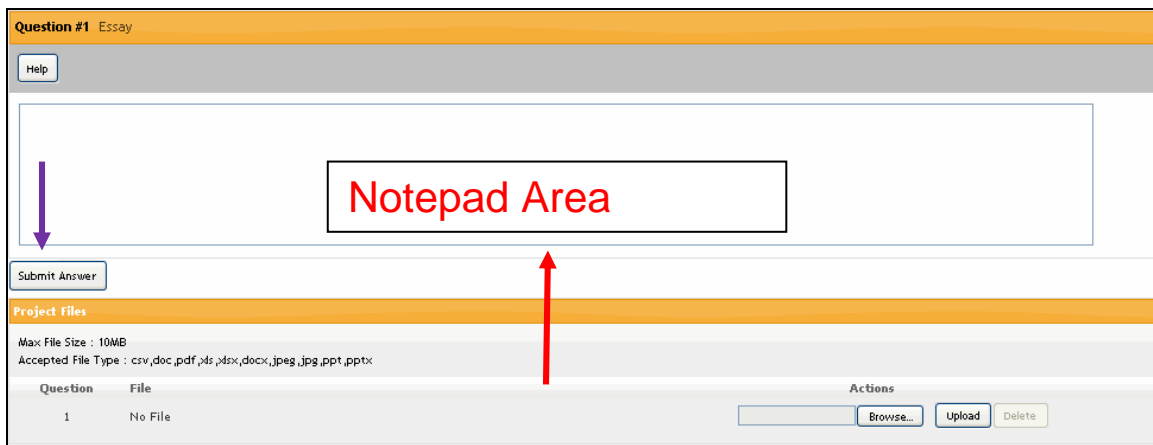 Question #1 Essay
Help
Notepad Area
Submit Answer
Project Files
Max File Size : 10MB
Accepted File Type : csv,doc,pdf,xls,xlsx,docx,jpeg,jpg,ppt,pptx
Question File Actions
1 No File Browse... Upload Delete